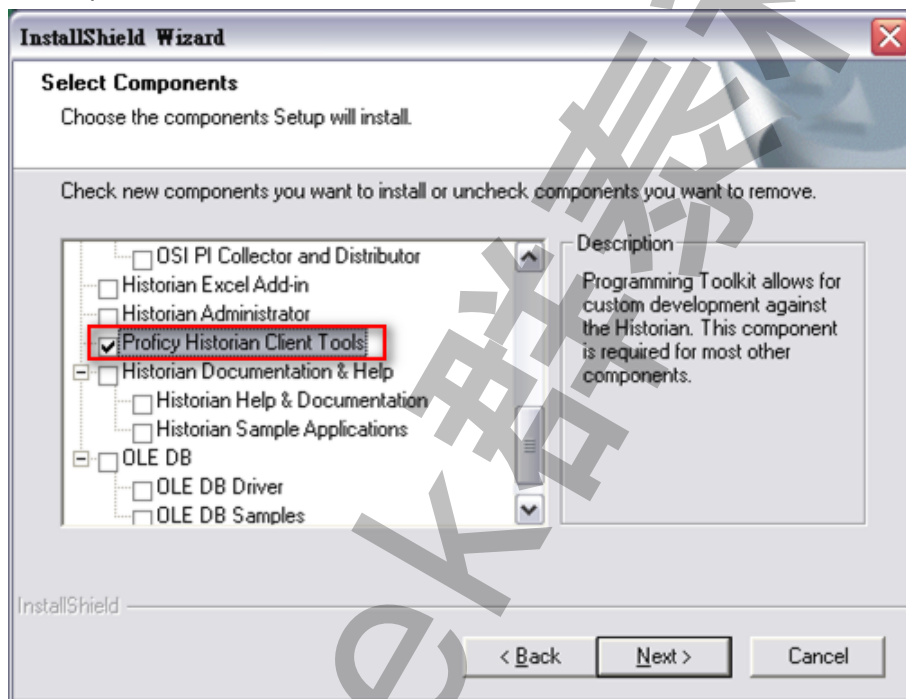 InstallShield Wizard
Select Components
Choose the components Setup will install.
Check new components you want to install or uncheck components you want to remove.
OSI PI Collector and Distributor
Historian Excel Add-in
Historian Administrator
Proficy Historian Client Tools
Historian Documentation & Help
Historian Help & Documentation
Historian Sample Applications
OLE DB
OLE DB Driver
OLE DB Samples
Description
Programming Toolkit allows for
custom development against
the Historian. This component
is required for most other
components.
InstallShield
< Back
Next >
Cancel